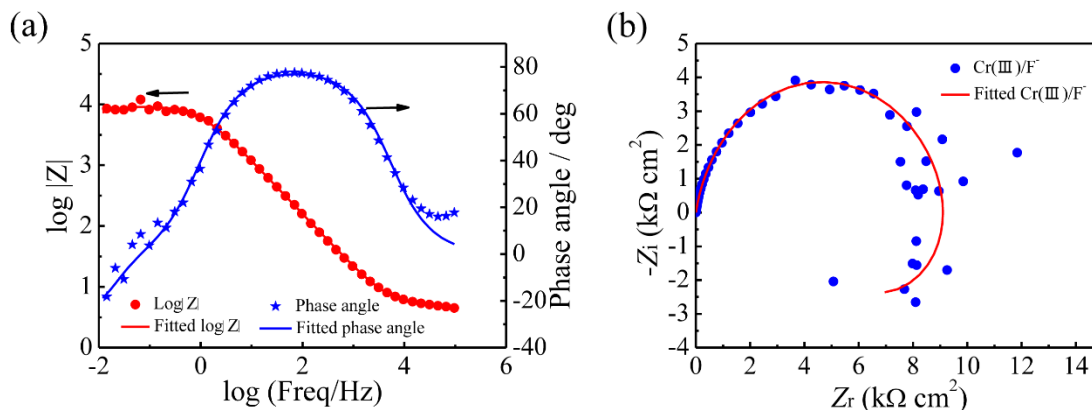 (a)
5
4
3
2
1
0
log |Z|
80
60
40
20
0
-20
-40
Phase angle / deg
Log|Z|
Phase angle
Fitted log|Z|
Fitted phase angle
-2 0 2 4 6
log (Freq/Hz)
(b)
5
4
3
2
1
0
-1
-2
-3
-4
-Zi (kΩ cm²)
Cr(Ⅲ)/F⁻
Fitted Cr(Ⅲ)/F⁻
0 2 4 6 8 10 12 14
Zr (kΩ cm²)